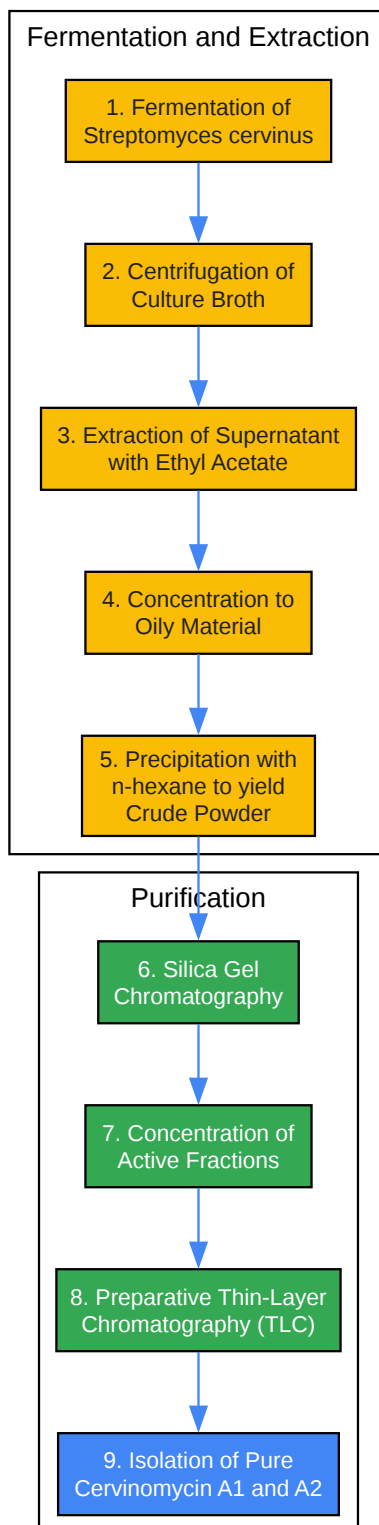 Fermentation and Extraction
1. Fermentation of
Streptomyces cervinus
2. Centrifugation of
Culture Broth
3. Extraction of Supernatant
with Ethyl Acetate
4. Concentration to
Oily Material
5. Precipitation with
n-hexane to yield
Crude Powder
Purification
6. Silica Gel
Chromatography
7. Concentration of
Active Fractions
8. Preparative Thin-Layer
Chromatography (TLC)
9. Isolation of Pure
Cervinomycin A1 and A2